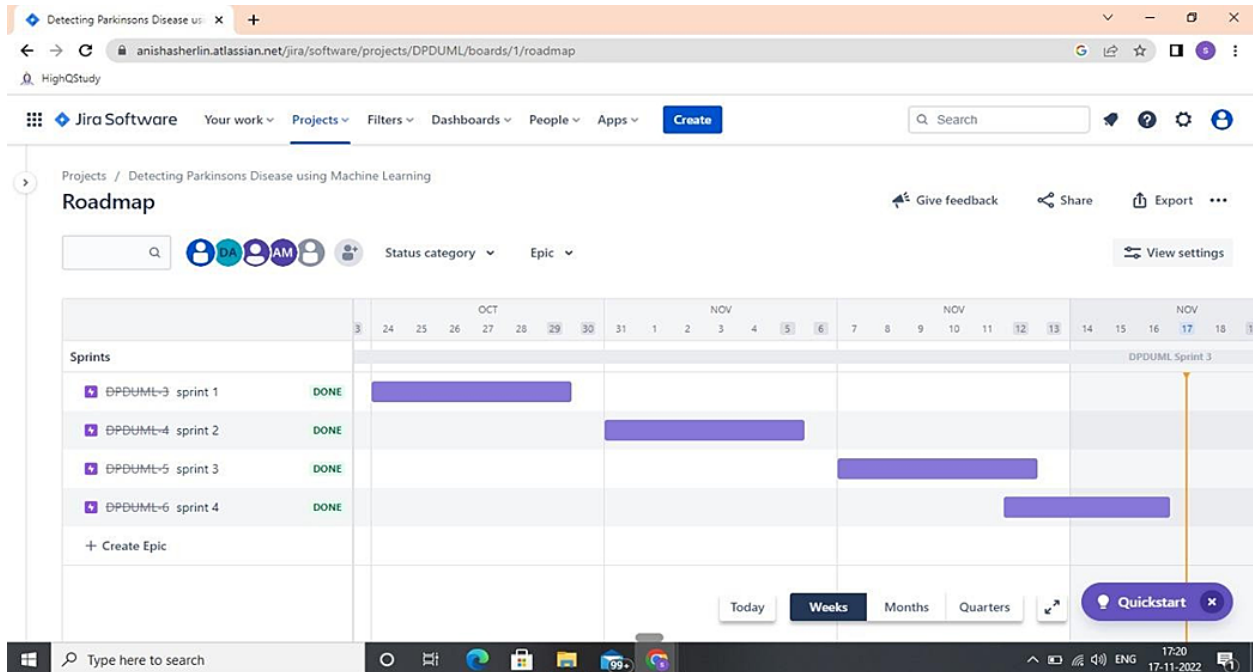 Detecting Parkinsons Disease us
anishasherlin.atlassian.net/jira/software/projects/DPDUML/boards/1/roadmap
S
HighQStudy
Jira Software Your work Projects Filters Dashboards People Apps Create Search
Projects / Detecting Parkinsons Disease using Machine Learning
Roadmap
Give feedback Share Export
DA AM Status category Epic View settings
OCT NOV NOV NOV
3 24 25 26 27 28 29 30 31 1 2 3 4 5 6 7 8 9 10 11 12 13 14 15 16 17 18 1
Sprints DPDUML Sprint 3
DPDUML-3 sprint 1 DONE
DPDUML-4 sprint 2 DONE
DPDUML-5 sprint 3 DONE
DPDUML-6 sprint 4 DONE
+ Create Epic
Today Weeks Months Quarters Quickstart
Type here to search 99+ S ENG 17:20
17-11-2022